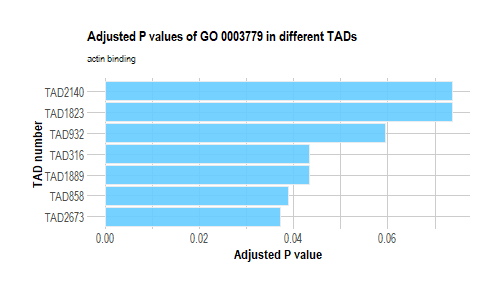 Adjusted P values of GO 0003779 in different TADs
actin binding
TAD2140
TAD1823
TAD932
TAD316
TAD1889
TAD858
TAD2673
TAD number
0.00 0.02 0.04 0.06
Adjusted P value